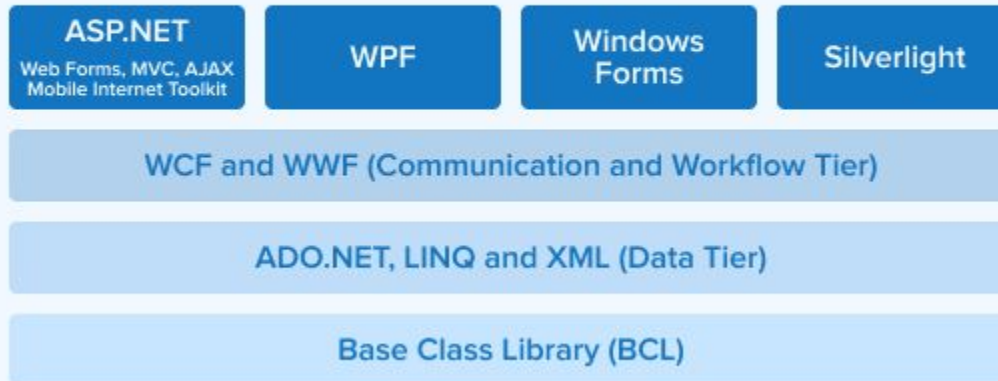 ASP.NET
Web Forms, MVC, AJAX
Mobile Internet Toolkit
WPF
Windows
Forms
Silverlight
WCF and WWF (Communication and Workflow Tier)
ADO.NET, LINQ and XML (Data Tier)
Base Class Library (BCL)